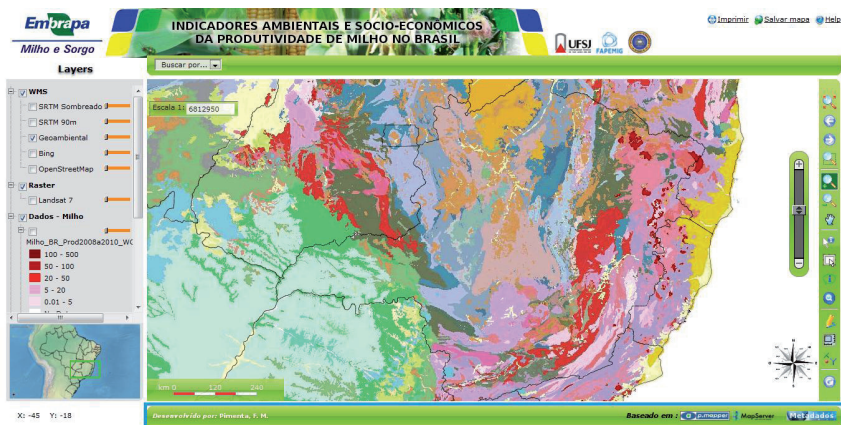 Embrapa
Milho e Sorgo
INDICADORES AMBIENTAIS E SÓCIO-ECONÔMICOS
DA PRODUTIVIDADE DE MILHO NO BRASIL
UFSJ
FAPEMIG
Imprimir
Salvar mapa
Help
Layers
Buscar por...
WMS
SRTM Sombreado
SRTM 90m
Geoambiental
Bing
OpenStreetMap
Raster
Landsat 7
Dados - Milho
Milho_BR_Prod2008a2010_WG
100 - 500
50 - 100
20 - 50
5 - 20
0.01 - 5
Escala 1: 6812950
km 0 120 240
X: -45 Y: -18
Desenvolvido por: Pimenta, F. M.
Baseado em :
p.mapper
MapServer
Metadados